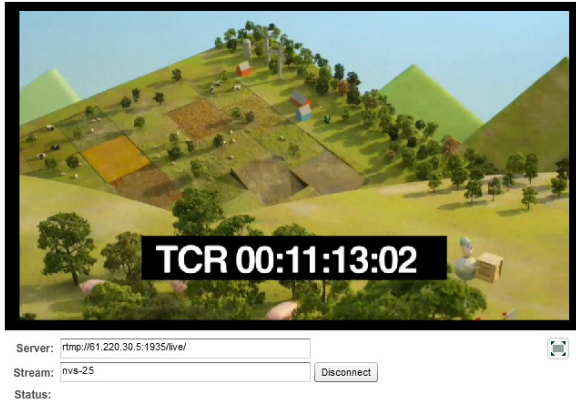 TCR 00:11:13:02
Server: rtmp://61.220.30.5:1935/live/
Stream: nvs-25 Disconnect
Status: